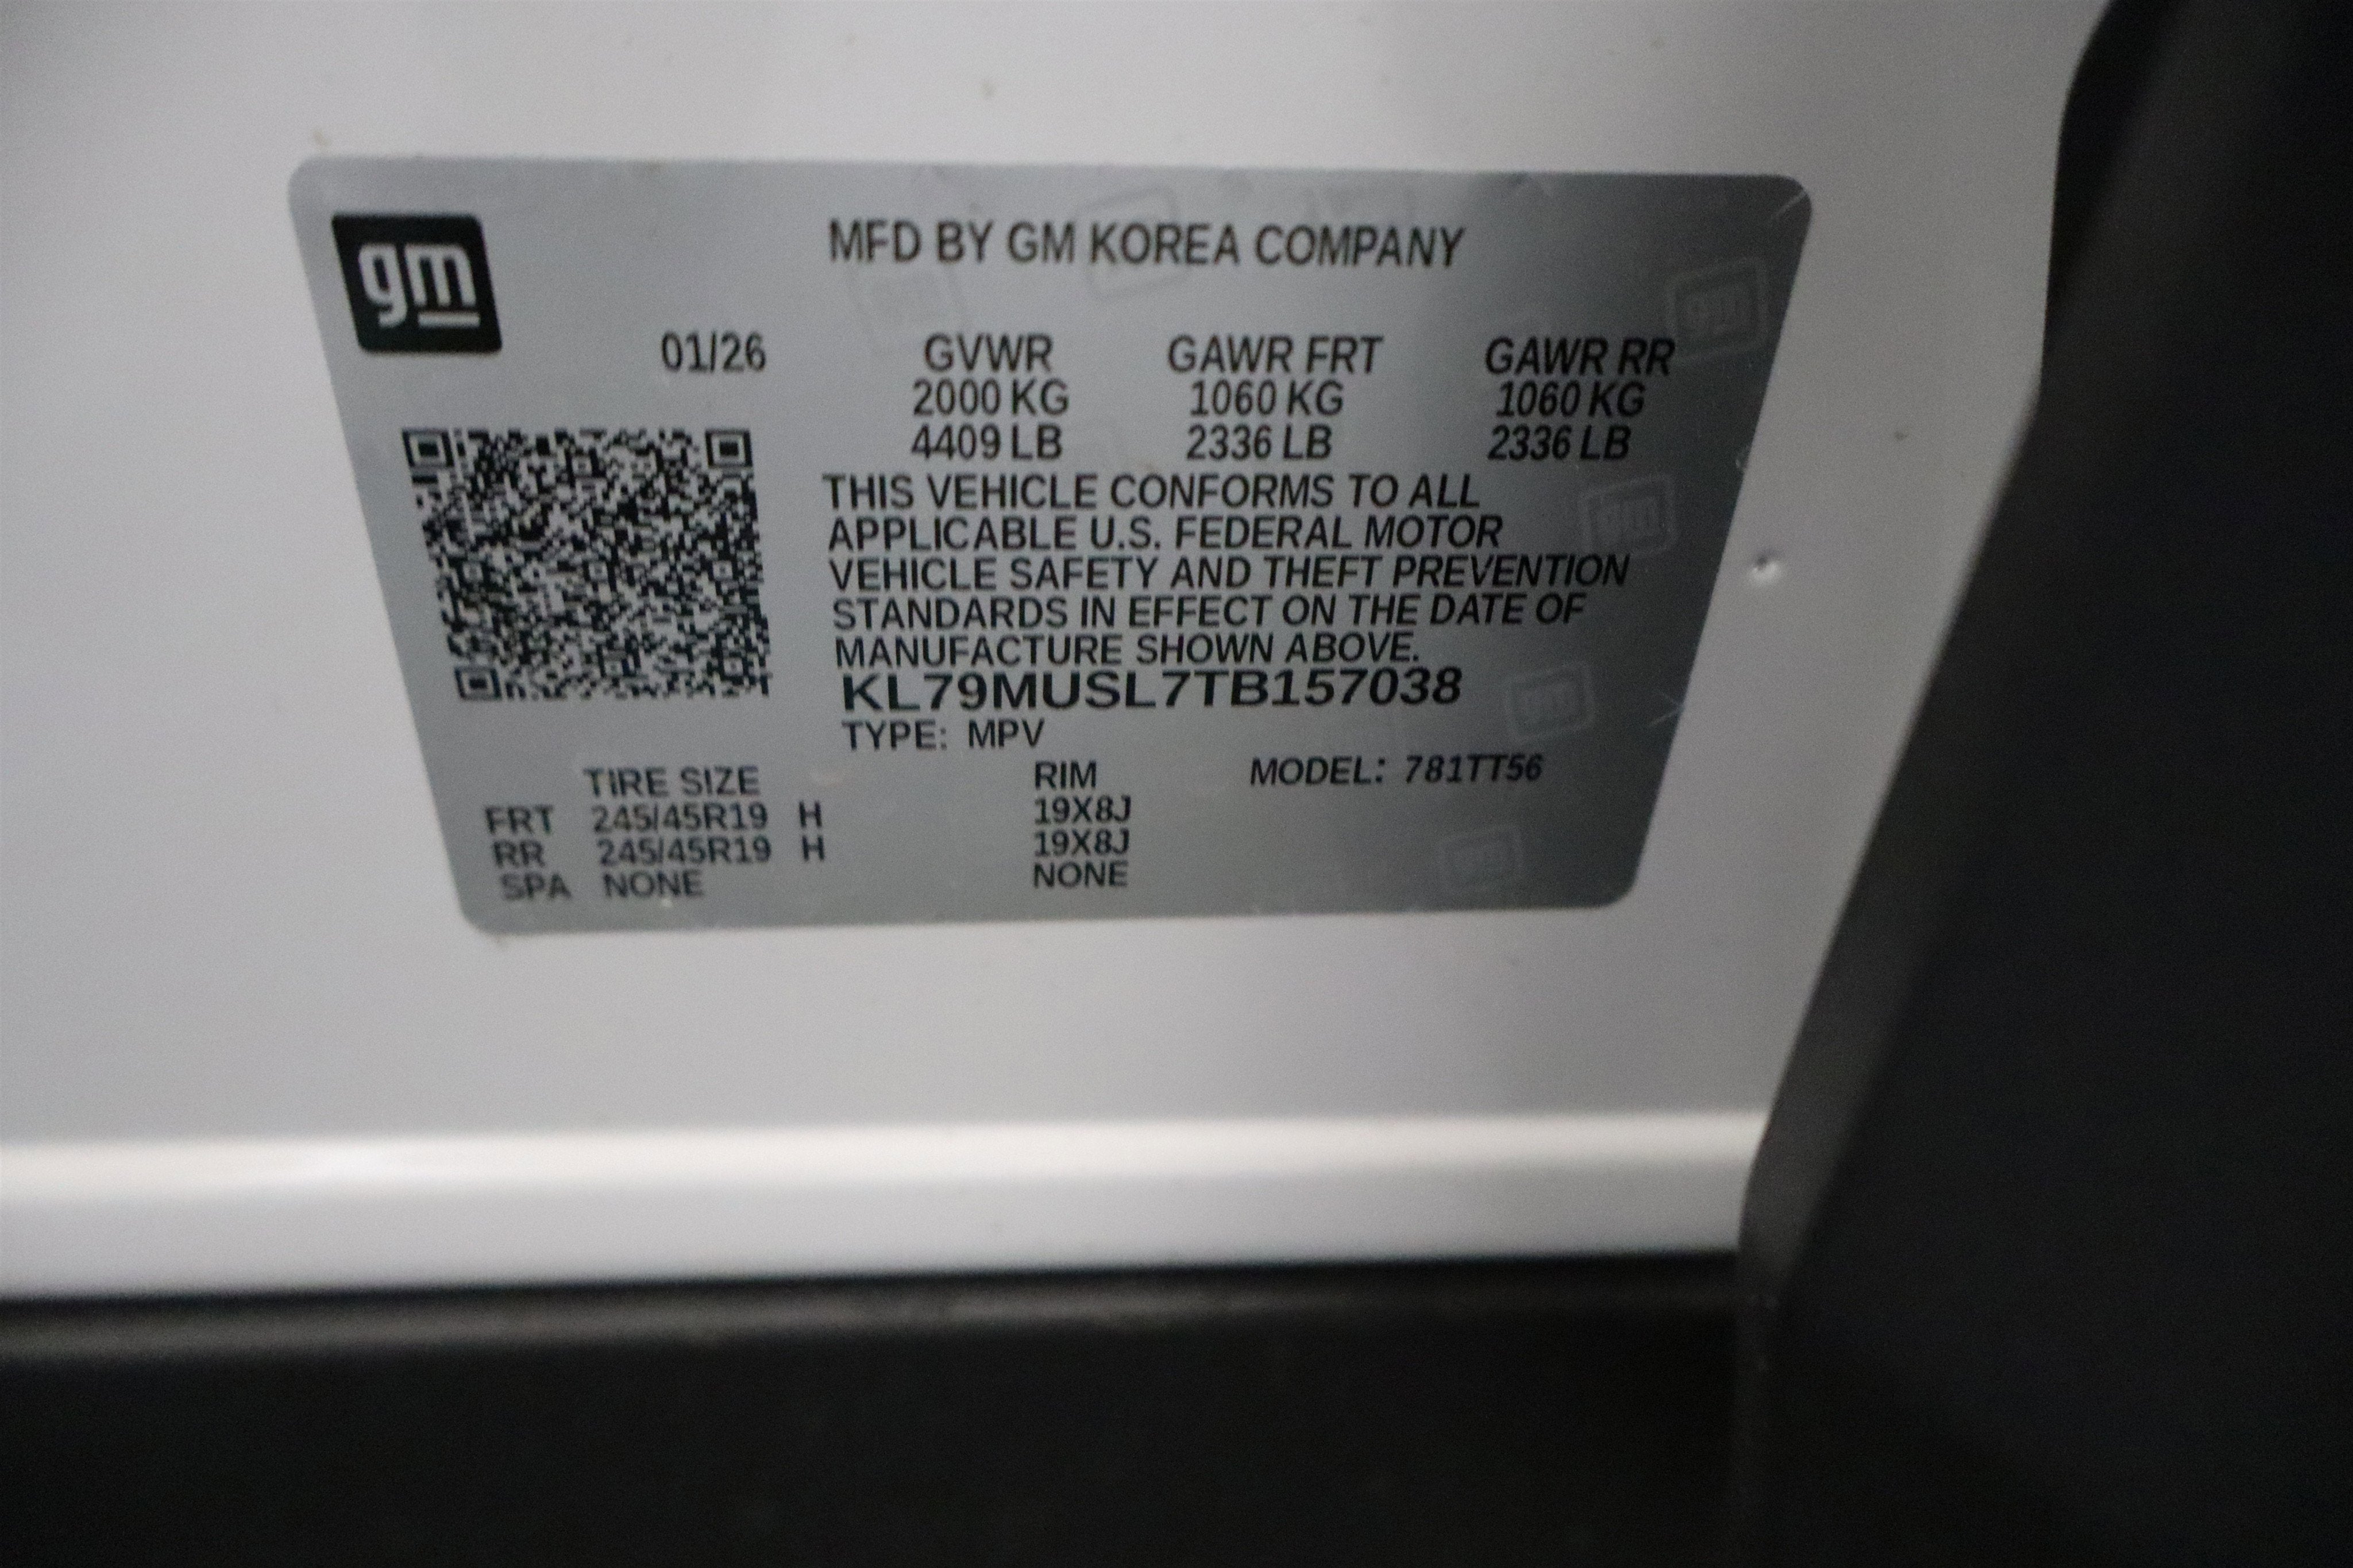 gm
MFD BY GM KOREA COMPANY
01/26 GVWR GAWR FRT GAWR RR
2000 KG 1060 KG 1060 KG
4409 LB 2336 LB 2336 LB
THIS VEHICLE CONFORMS TO ALL
APPLICABLE U.S. FEDERAL MOTOR
VEHICLE SAFETY AND THEFT PREVENTION
STANDARDS IN EFFECT ON THE DATE OF
MANUFACTURE SHOWN ABOVE.
KL79MUSL7TB157038
TYPE: MPV
TIRE SIZE RIM MODEL: 781TT56
FRT 245/45R19 H 19X8J
RR 245/45R19 H 19X8J
SPA NONE NONE